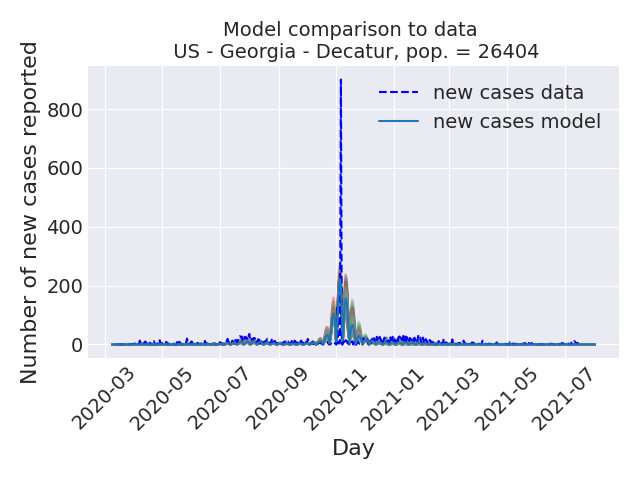 Model comparison to data
US - Georgia - Decatur, pop. = 26404
Number of new cases reported
800
600
400
200
0
new cases data
new cases model
2020-03
2020-05
2020-07
2020-09
2020-11
2021-01
2021-03
2021-05
2021-07
Day